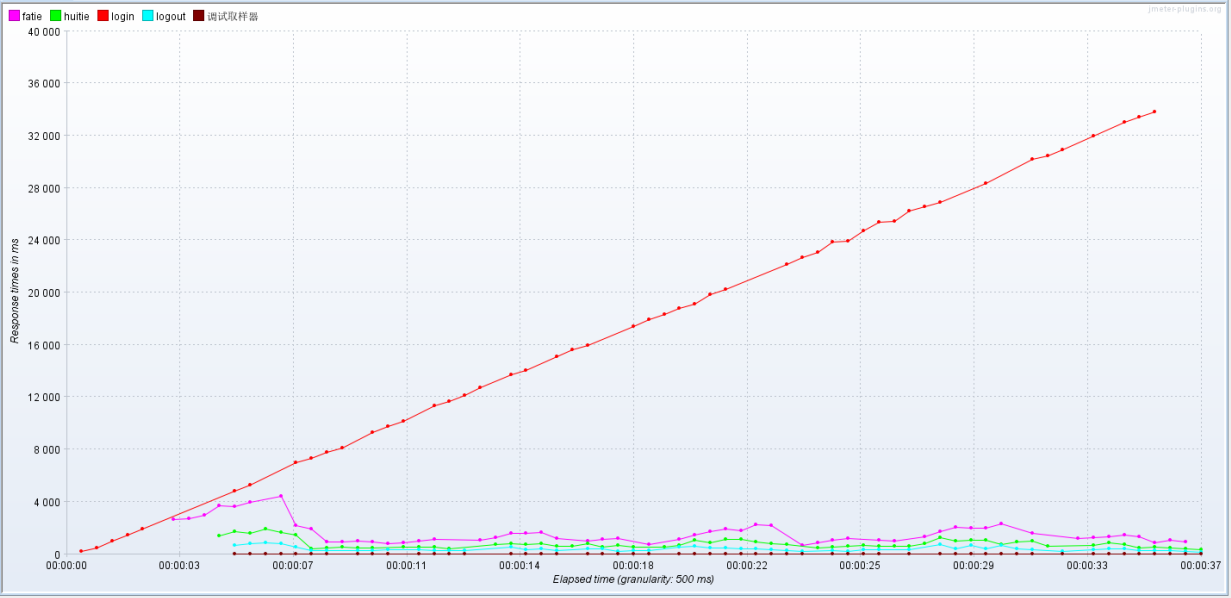 jmeter-plugins.org
fatie huitie login logout 调试取样器
40 000
36 000
32 000
28 000
24 000
20 000
16 000
12 000
8 000
4 000
0
Response times in ms
00:00:00 00:00:03 00:00:07 00:00:11 00:00:14 00:00:18 00:00:22 00:00:25 00:00:29 00:00:33 00:00:37
Elapsed time (granularity: 500 ms)